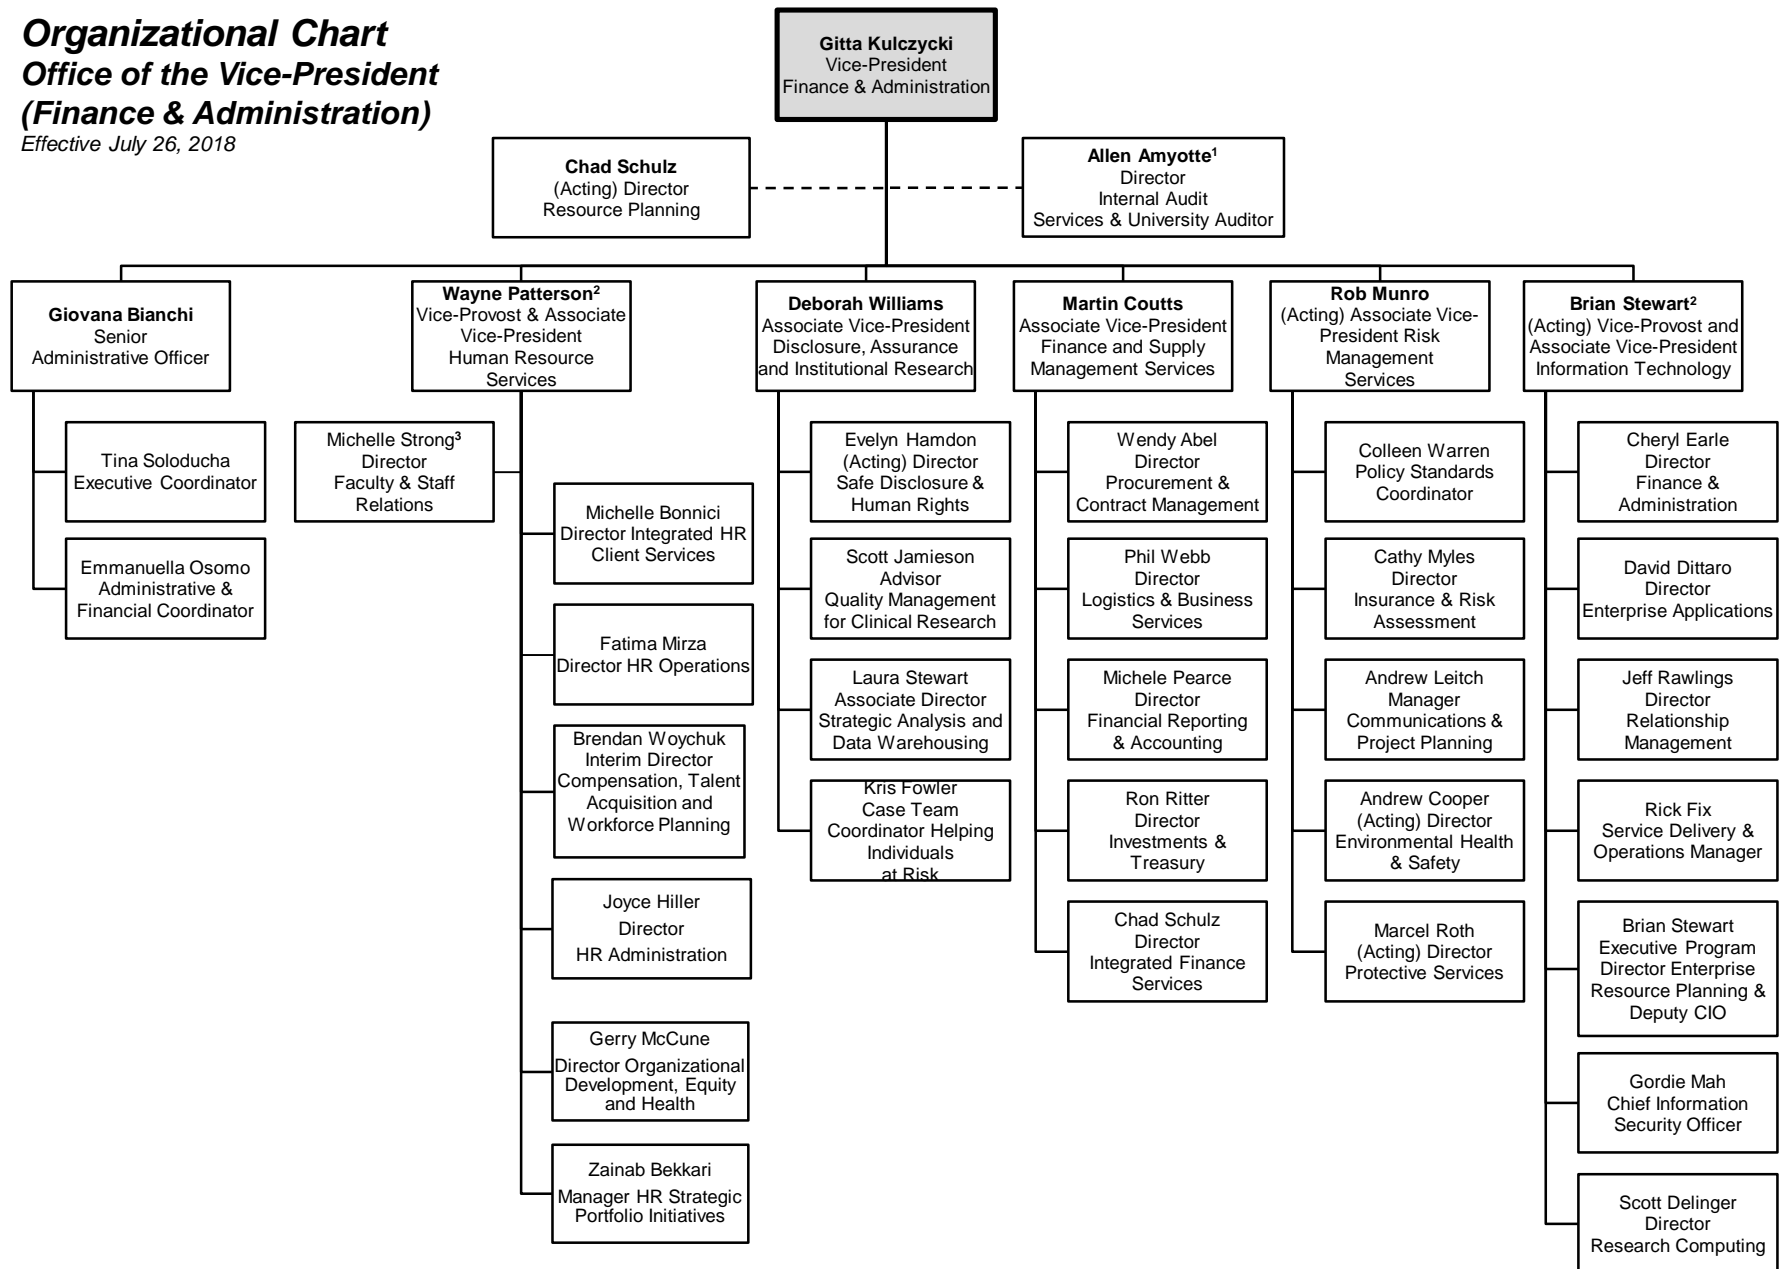 Organizational Chart
Office of the Vice-President
(Finance & Administration)
Effective July 26, 2018
Gitta Kulczycki
Vice-President
Finance & Administration
Chad Schulz
(Acting) Director
Resource Planning
Allen Amyotte¹
Director
Internal Audit
Services & University Auditor
Giovana Bianchi
Senior
Administrative Officer
Tina Soloducha
Executive Coordinator
Emmanuella Osomo
Administrative &
Financial Coordinator
Wayne Patterson²
Vice-Provost & Associate
Vice-President
Human Resource
Services
Michelle Strong³
Director
Faculty & Staff
Relations
Michelle Bonnici
Director Integrated HR
Client Services
Fatima Mirza
Director HR Operations
Brendan Woychuk
Interim Director
Compensation, Talent
Acquisition and
Workforce Planning
Joyce Hiller
Director
HR Administration
Gerry McCune
Director Organizational
Development, Equity
and Health
Zainab Bekkari
Manager HR Strategic
Portfolio Initiatives
Deborah Williams
Associate Vice-President
Disclosure, Assurance
and Institutional Research
Evelyn Hamdon
(Acting) Director
Safe Disclosure &
Human Rights
Scott Jamieson
Advisor
Quality Management
for Clinical Research
Laura Stewart
Associate Director
Strategic Analysis and
Data Warehousing
Kris Fowler
Case Team
Coordinator Helping
Individuals
at Risk
Martin Coutts
Associate Vice-President
Finance and Supply
Management Services
Wendy Abel
Director
Procurement &
Contract Management
Phil Webb
Director
Logistics & Business
Services
Michele Pearce
Director
Financial Reporting
& Accounting
Ron Ritter
Director
Investments &
Treasury
Chad Schulz
Director
Integrated Finance
Services
Rob Munro
(Acting) Associate Vice-
President Risk
Management
Services
Colleen Warren
Policy Standards
Coordinator
Cathy Myles
Director
Insurance & Risk
Assessment
Andrew Leitch
Manager
Communications &
Project Planning
Andrew Cooper
(Acting) Director
Environmental Health
& Safety
Marcel Roth
(Acting) Director
Protective Services
Brian Stewart²
(Acting) Vice-Provost and
Associate Vice-President
Information Technology
Cheryl Earle
Director
Finance &
Administration
David Dittaro
Director
Enterprise Applications
Jeff Rawlings
Director
Relationship
Management
Rick Fix
Service Delivery &
Operations Manager
Brian Stewart
Executive Program
Director Enterprise
Resource Planning &
Deputy CIO
Gordie Mah
Chief Information
Security Officer
Scott Delinger
Director
Research Computing